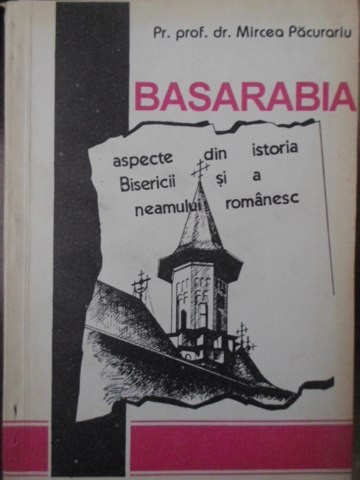 Pr. prof. dr. Mircea Păcurariu
BASARABIA
aspecte din istoria
Bisericii și a
neamului românesc